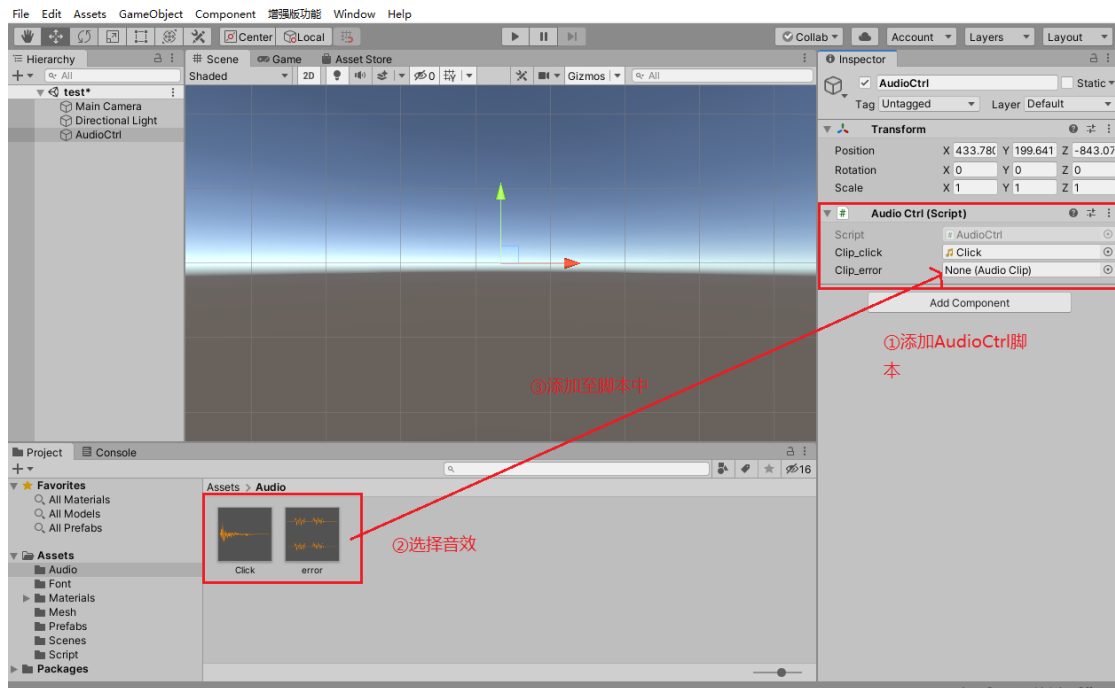 File Edit Assets GameObject Component 增强版功能 Window Help
Center Local Collab Account Layers Layout
Hierarchy Scene Game Asset Store Inspector
All Shaded 2D 0 Gizmos All AudioCtrl Static
test*
Main Camera Tag Untagged Layer Default
Directional Light
AudioCtrl Transform
Position X 433.78( Y 199.641 Z -843.07
Rotation X 0 Y 0 Z 0
Scale X 1 Y 1 Z 1
# Audio Ctrl (Script)
Script # AudioCtrl
Clip_click Click
Clip_error None (Audio Clip)
Add Component
①添加AudioCtrl脚
本
③添加至脚本中
Project Console
16
Favorites Assets > Audio
All Materials
All Models
All Prefabs
②选择音效
Assets
Audio Click error
Font
Materials
Mesh
Prefabs
Scenes
Script
Packages